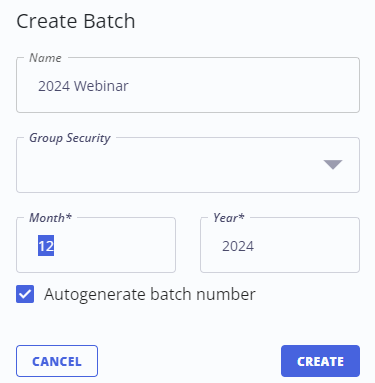 Create Batch
Name
2024 Webinar
Group Security
Month* Year*
12 2024
Autogenerate batch number
CANCEL CREATE